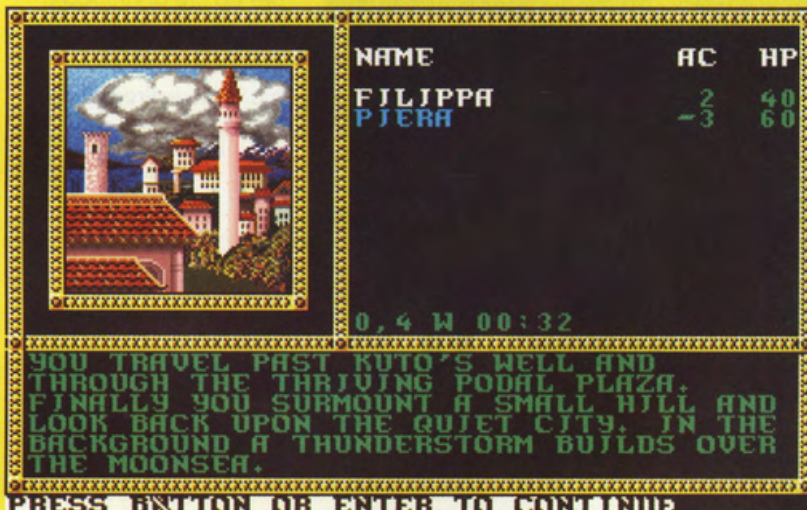 NAME AC HP
FILIPPA 2 40
PIERA -3 60
0,4 W 00:32
YOU TRAVEL PAST KUTO'S WELL AND
THROUGH THE THRIVING PODAL PLAZA.
FINALLY YOU SURMOUNT A SMALL HILL AND
LOOK BACK UPON THE QUIET CITY. IN THE
BACKGROUND A THUNDERSTORM BUILDS OVER
THE MOONSEA.
PRESS BUTTON OR ENTER TO CONTINUE